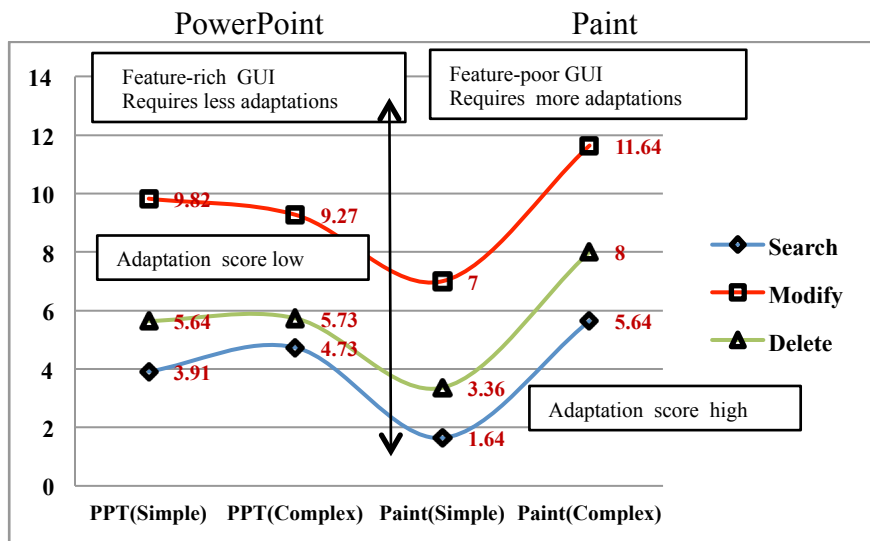 PowerPoint Paint
Feature-rich GUI
Requires less adaptations
Feature-poor GUI
Requires more adaptations
14
12
10
8
6
4
2
0
9.82
9.27
7
11.64
Adaptation score low
5.64
5.73
3.36
8
3.91
4.73
1.64
5.64
Adaptation score high
Search
Modify
Delete
PPT(Simple) PPT(Complex) Paint(Simple) Paint(Complex)